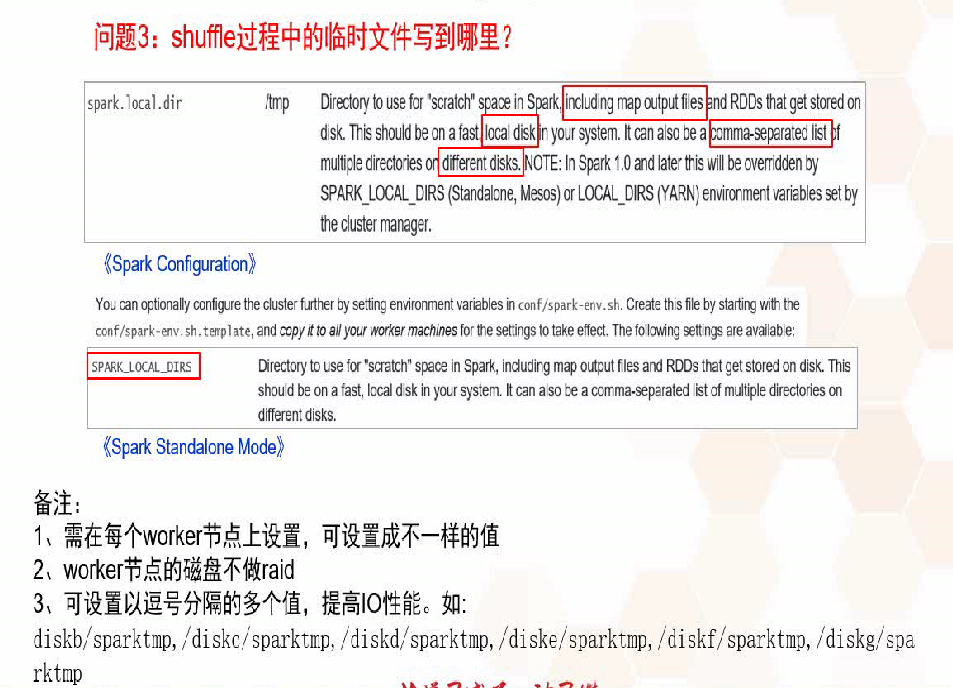 问题3：shuffle过程中的临时文件写到哪里？
spark.local.dir /tmp Directory to use for "scratch" space in Spark, including map output files and RDDs that get stored on
disk. This should be on a fast, local disk in your system. It can also be a comma-separated list of
multiple directories on different disks. NOTE: In Spark 1.0 and later this will be overridden by
SPARK_LOCAL_DIRS (Standalone, Mesos) or LOCAL_DIRS (YARN) environment variables set by
the cluster manager.
《Spark Configuration》
You can optionally configure the cluster further by setting environment variables in conf/spark-env.sh. Create this file by starting with the
conf/spark-env.sh.template, and copy it to all your worker machines for the settings to take effect. The following settings are available:
SPARK_LOCAL_DIRS Directory to use for "scratch" space in Spark, including map output files and RDDs that get stored on disk. This
should be on a fast, local disk in your system. It can also be a comma-separated list of multiple directories on
different disks.
《Spark Standalone Mode》
备注：
1、需在每个worker节点上设置，可设置成不一样的值
2、worker节点的磁盘不做raid
3、可设置以逗号分隔的多个值，提高IO性能。如:
diskb/sparktmp,/diskc/sparktmp,/diskd/sparktmp,/diske/sparktmp,/diskf/sparktmp,/diskg/spa
rktmp